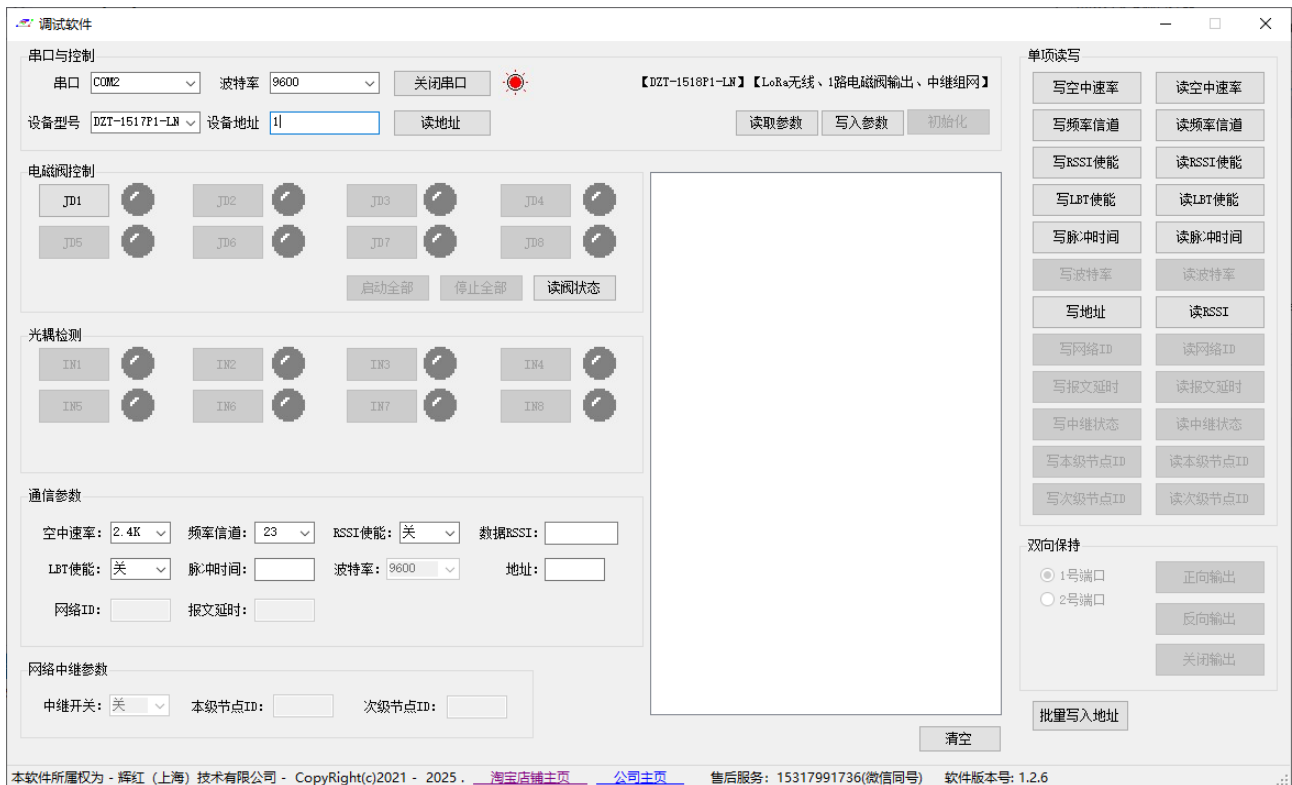 调试软件
串口与控制
串口 COM2 波特率 9600 关闭串口 【DZT-1518P1-LN】【LoRa无线、1路电磁阀输出、中继组网】
设备型号 DZT-1517P1-LN 设备地址 1 读地址 读取参数 写入参数 初始化
电磁阀控制
JD1 JD2 JD3 JD4
JD5 JD6 JD7 JD8
启动全部 停止全部 读阀状态
光耦检测
IN1 IN2 IN3 IN4
IN5 IN6 IN7 IN8
通信参数
空中速率: 2.4K 频率信道: 23 RSSI使能: 关 数据RSSI:
LBT使能: 关 脉冲时间: 波特率: 9600 地址:
网络ID: 报文延时:
网络中继参数
中继开关: 关 本级节点ID: 次级节点ID:
清空
单项读写
写空中速率 读空中速率
写频率信道 读频率信道
写RSSI使能 读RSSI使能
写LBT使能 读LBT使能
写脉冲时间 读脉冲时间
写波特率 读波特率
写地址 读RSSI
写网络ID 读网络ID
写报文延时 读报文延时
写中继状态 读中继状态
写本级节点ID 读本级节点ID
写次级节点ID 读次级节点ID
双向保持
1号端口 正向输出
2号端口 反向输出
关闭输出
批量写入地址
本软件所属权为 - 辉红（上海）技术有限公司 - CopyRight(c)2021 - 2025 . 淘宝店铺主页 公司主页 售后服务：15317991736(微信同号) 软件版本号: 1.2.6